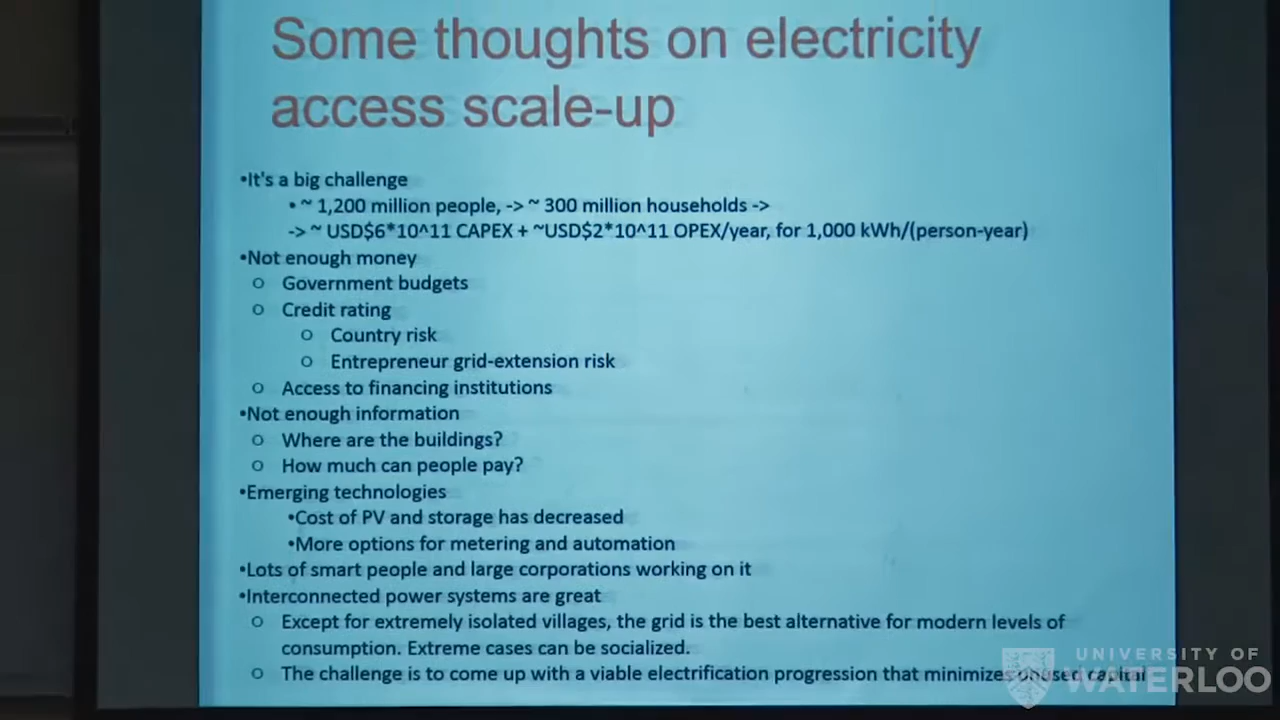 Some thoughts on electricity
access scale-up
•It's a big challenge
• ~ 1,200 million people, -> ~ 300 million households ->
-> ~ USD$6*10^11 CAPEX + ~USD$2*10^11 OPEX/year, for 1,000 kWh/(person-year)
•Not enough money
o Government budgets
o Credit rating
o Country risk
o Entrepreneur grid-extension risk
o Access to financing institutions
•Not enough information
o Where are the buildings?
o How much can people pay?
•Emerging technologies
•Cost of PV and storage has decreased
•More options for metering and automation
•Lots of smart people and large corporations working on it
•Interconnected power systems are great
o Except for extremely isolated villages, the grid is the best alternative for modern levels of
consumption. Extreme cases can be socialized.
o The challenge is to come up with a viable electrification progression that minimizes unused capital
UNIVERSITY OF
WATERLOO